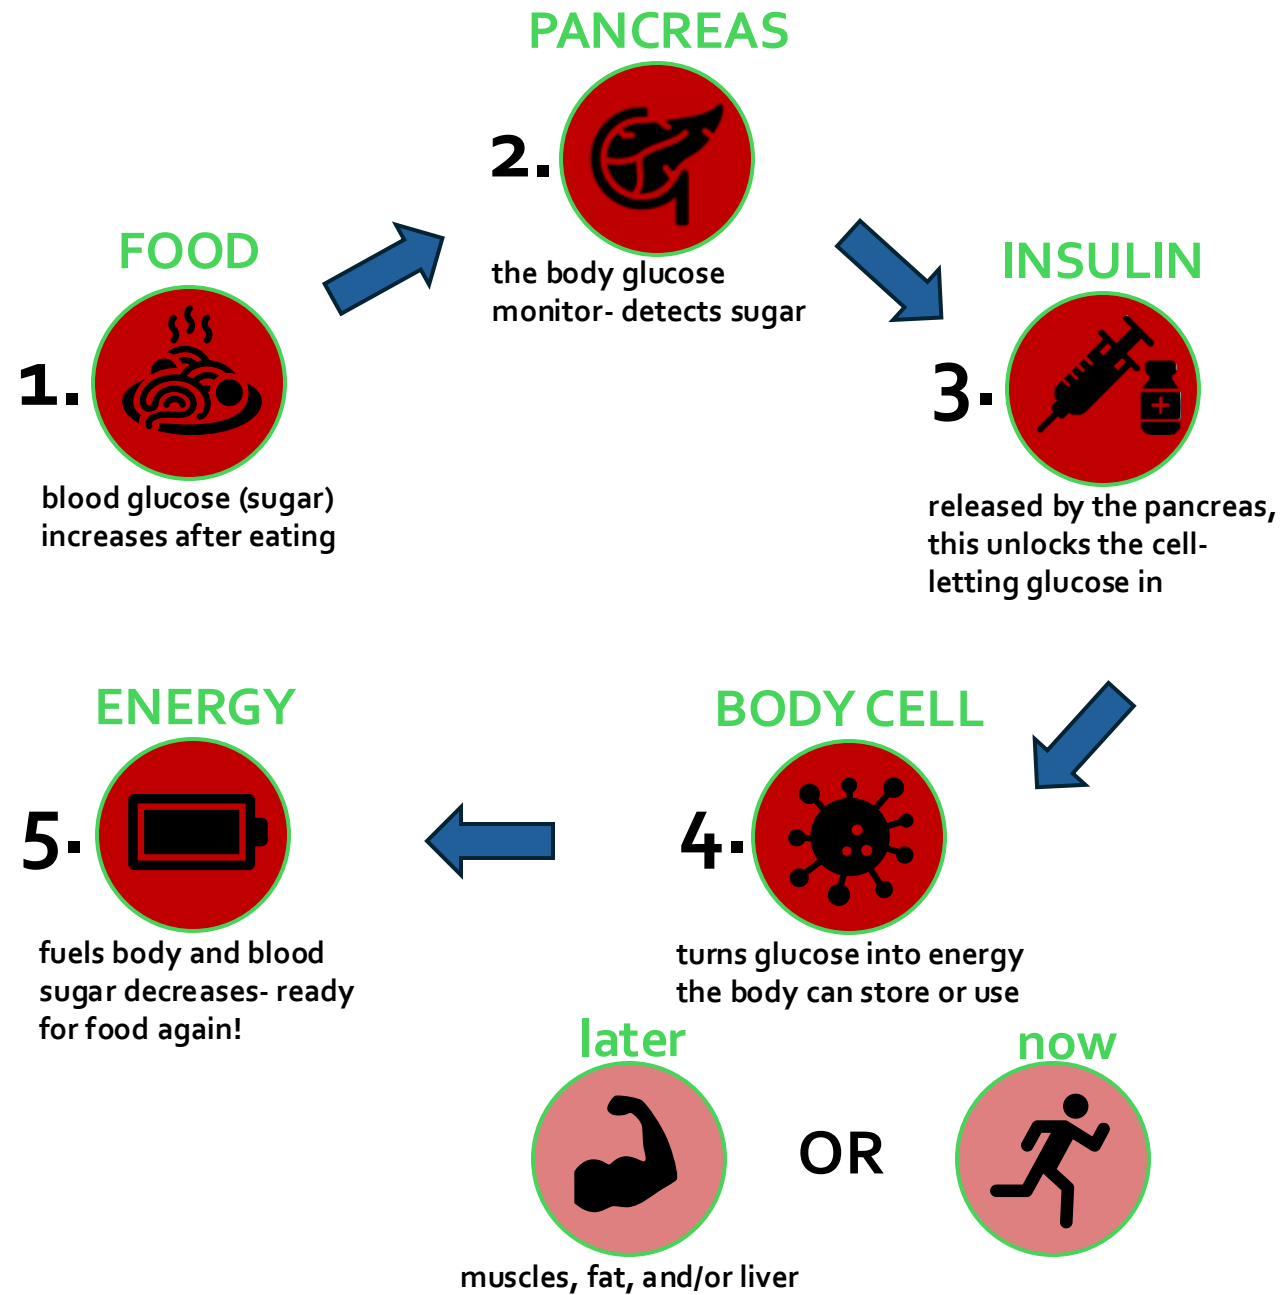 FOOD
1.
blood glucose (sugar)
increases after eating
PANCREAS
2.
the body glucose
monitor- detects sugar
INSULIN
3.
released by the pancreas,
this unlocks the cell-
letting glucose in
BODY CELL
4.
turns glucose into energy
the body can store or use
later
OR
now
muscles, fat, and/or liver
ENERGY
5.
fuels body and blood
sugar decreases- ready
for food again!